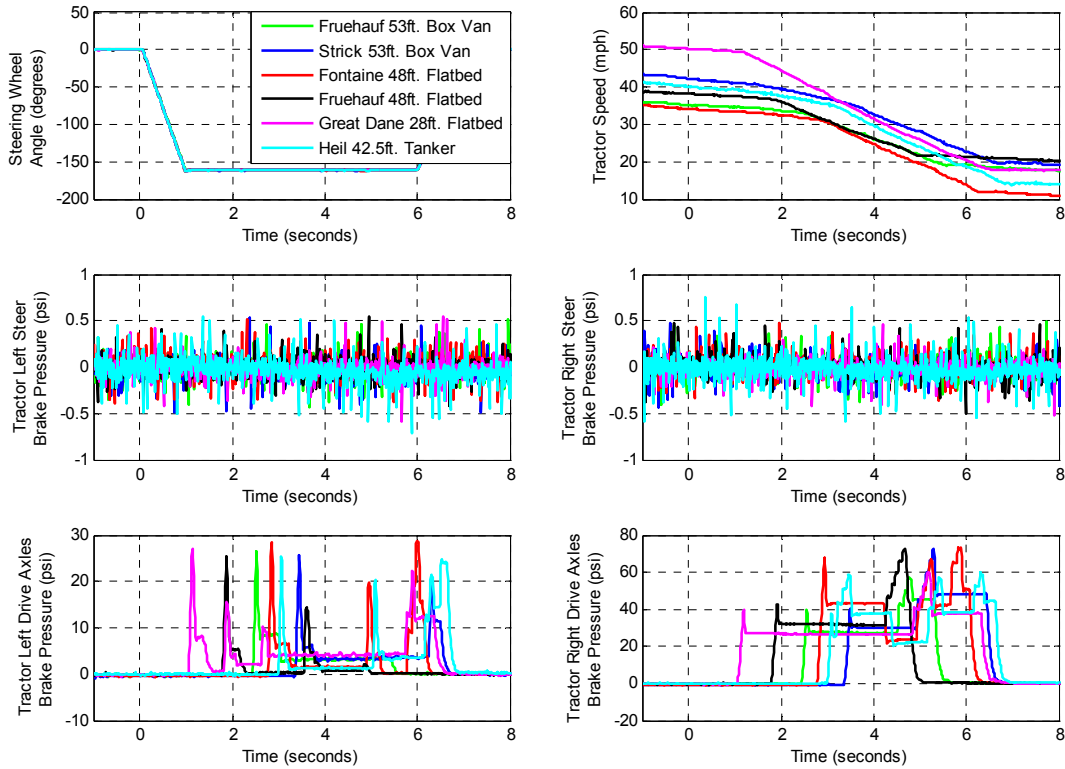 50
0
-50
-100
-150
-200
Steering Wheel
Angle (degrees)
0 2 4 6 8
Time (seconds)
Fruehauf 53ft. Box Van
Strick 53ft. Box Van
Fontaine 48ft. Flatbed
Fruehauf 48ft. Flatbed
Great Dane 28ft. Flatbed
Heil 42.5ft. Tanker
60
50
40
30
20
10
Tractor Speed (mph)
0 2 4 6 8
Time (seconds)
1
0.5
0
-0.5
-1
Tractor Left Steer
Brake Pressure (psi)
0 2 4 6 8
Time (seconds)
1
0.5
0
-0.5
-1
Tractor Right Steer
Brake Pressure (psi)
0 2 4 6 8
Time (seconds)
30
20
10
0
-10
Tractor Left Drive Axles
Brake Pressure (psi)
0 2 4 6 8
Time (seconds)
80
60
40
20
0
-20
Tractor Right Drive Axles
Brake Pressure (psi)
0 2 4 6 8
Time (seconds)